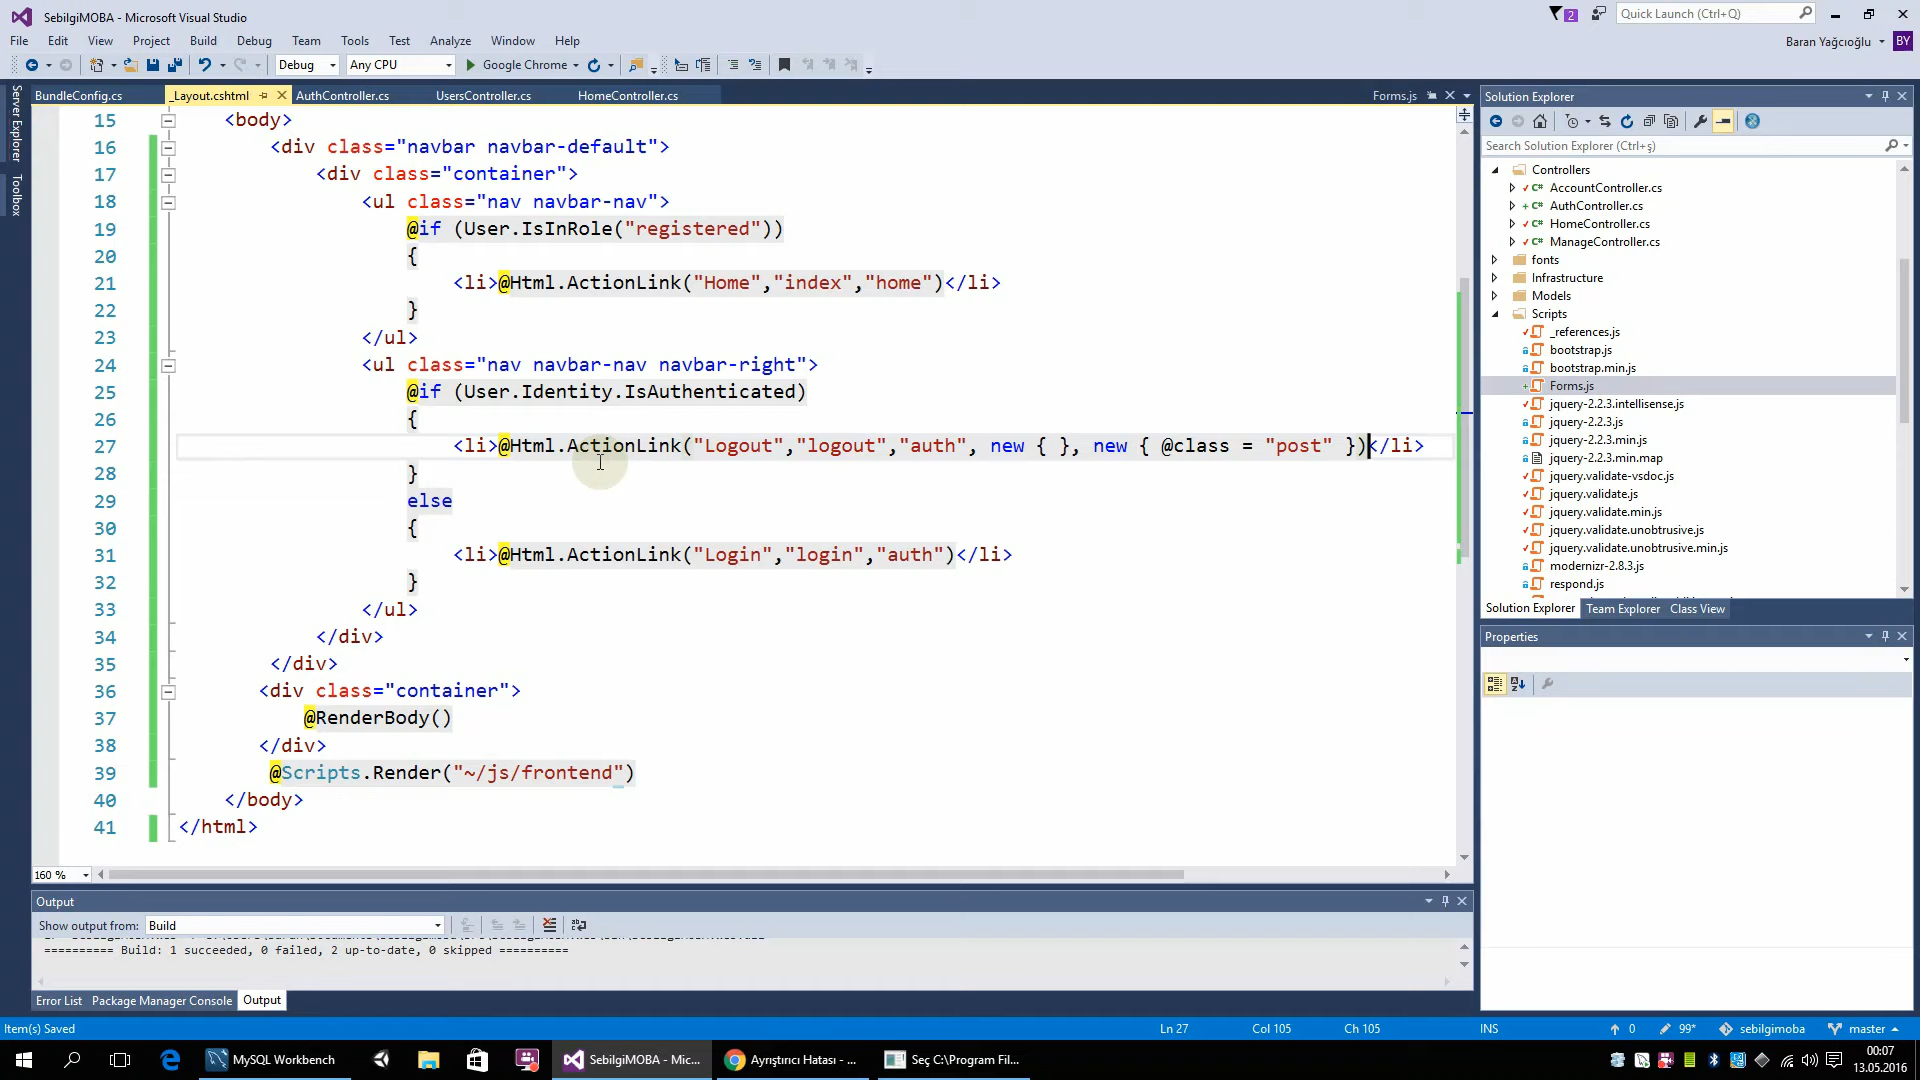 SebilgiMOBA - Microsoft Visual Studio
2
Quick Launch (Ctrl+Q)
File Edit View Project Build Debug Team Tools Test Analyze Window Help
Baran Yağcıoğlu BY
Debug Any CPU Google Chrome
Server Explorer
Toolbox
BundleConfig.cs _Layout.cshtml AuthController.cs UsersController.cs HomeController.cs Forms.js
15 <body>
16 <div class="navbar navbar-default">
17 <div class="container">
18 <ul class="nav navbar-nav">
19 @if (User.IsInRole("registered"))
20 {
21 <li>@Html.ActionLink("Home","index","home")</li>
22 }
23 </ul>
24 <ul class="nav navbar-nav navbar-right">
25 @if (User.Identity.IsAuthenticated)
26 {
27 <li>@Html.ActionLink("Logout","logout","auth", new { }, new { @class = "post" })</li>
28 }
29 else
30 {
31 <li>@Html.ActionLink("Login","login","auth")</li>
32 }
33 </ul>
34 </div>
35 </div>
36 <div class="container">
37 @RenderBody()
38 </div>
39 @Scripts.Render("~/js/frontend")
40 </body>
41 </html>
160 %
Output
Show output from: Build
========== Build: 1 succeeded, 0 failed, 2 up-to-date, 0 skipped ==========
Error List Package Manager Console Output
Solution Explorer
Search Solution Explorer (Ctrl+ş)
Controllers
AccountController.cs
AuthController.cs
HomeController.cs
ManageController.cs
fonts
Infrastructure
Models
Scripts
_references.js
bootstrap.js
bootstrap.min.js
Forms.js
jquery-2.2.3.intellisense.js
jquery-2.2.3.js
jquery-2.2.3.min.js
jquery-2.2.3.min.map
jquery.validate-vsdoc.js
jquery.validate.js
jquery.validate.min.js
jquery.validate.unobtrusive.js
jquery.validate.unobtrusive.min.js
modernizr-2.8.3.js
respond.js
Solution Explorer Team Explorer Class View
Properties
Item(s) Saved Ln 27 Col 105 Ch 105 INS 0 99* sebilgimoba master
MySQL Workbench SebilgiMOBA - Mic... Ayrıştırıcı Hatası - ... Seç C:\Program Fil...
00:07
13.05.2016